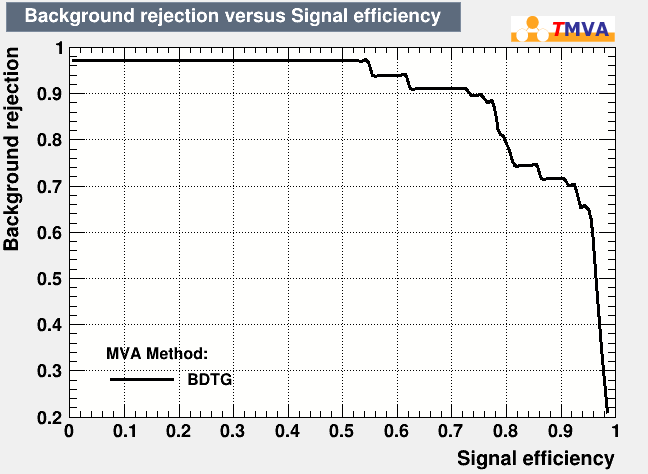 Background rejection versus Signal efficiency
TMVA
Background rejection
1
0.9
0.8
0.7
0.6
0.5
0.4
0.3
0.2
MVA Method:
BDTG
0 0.1 0.2 0.3 0.4 0.5 0.6 0.7 0.8 0.9 1
Signal efficiency